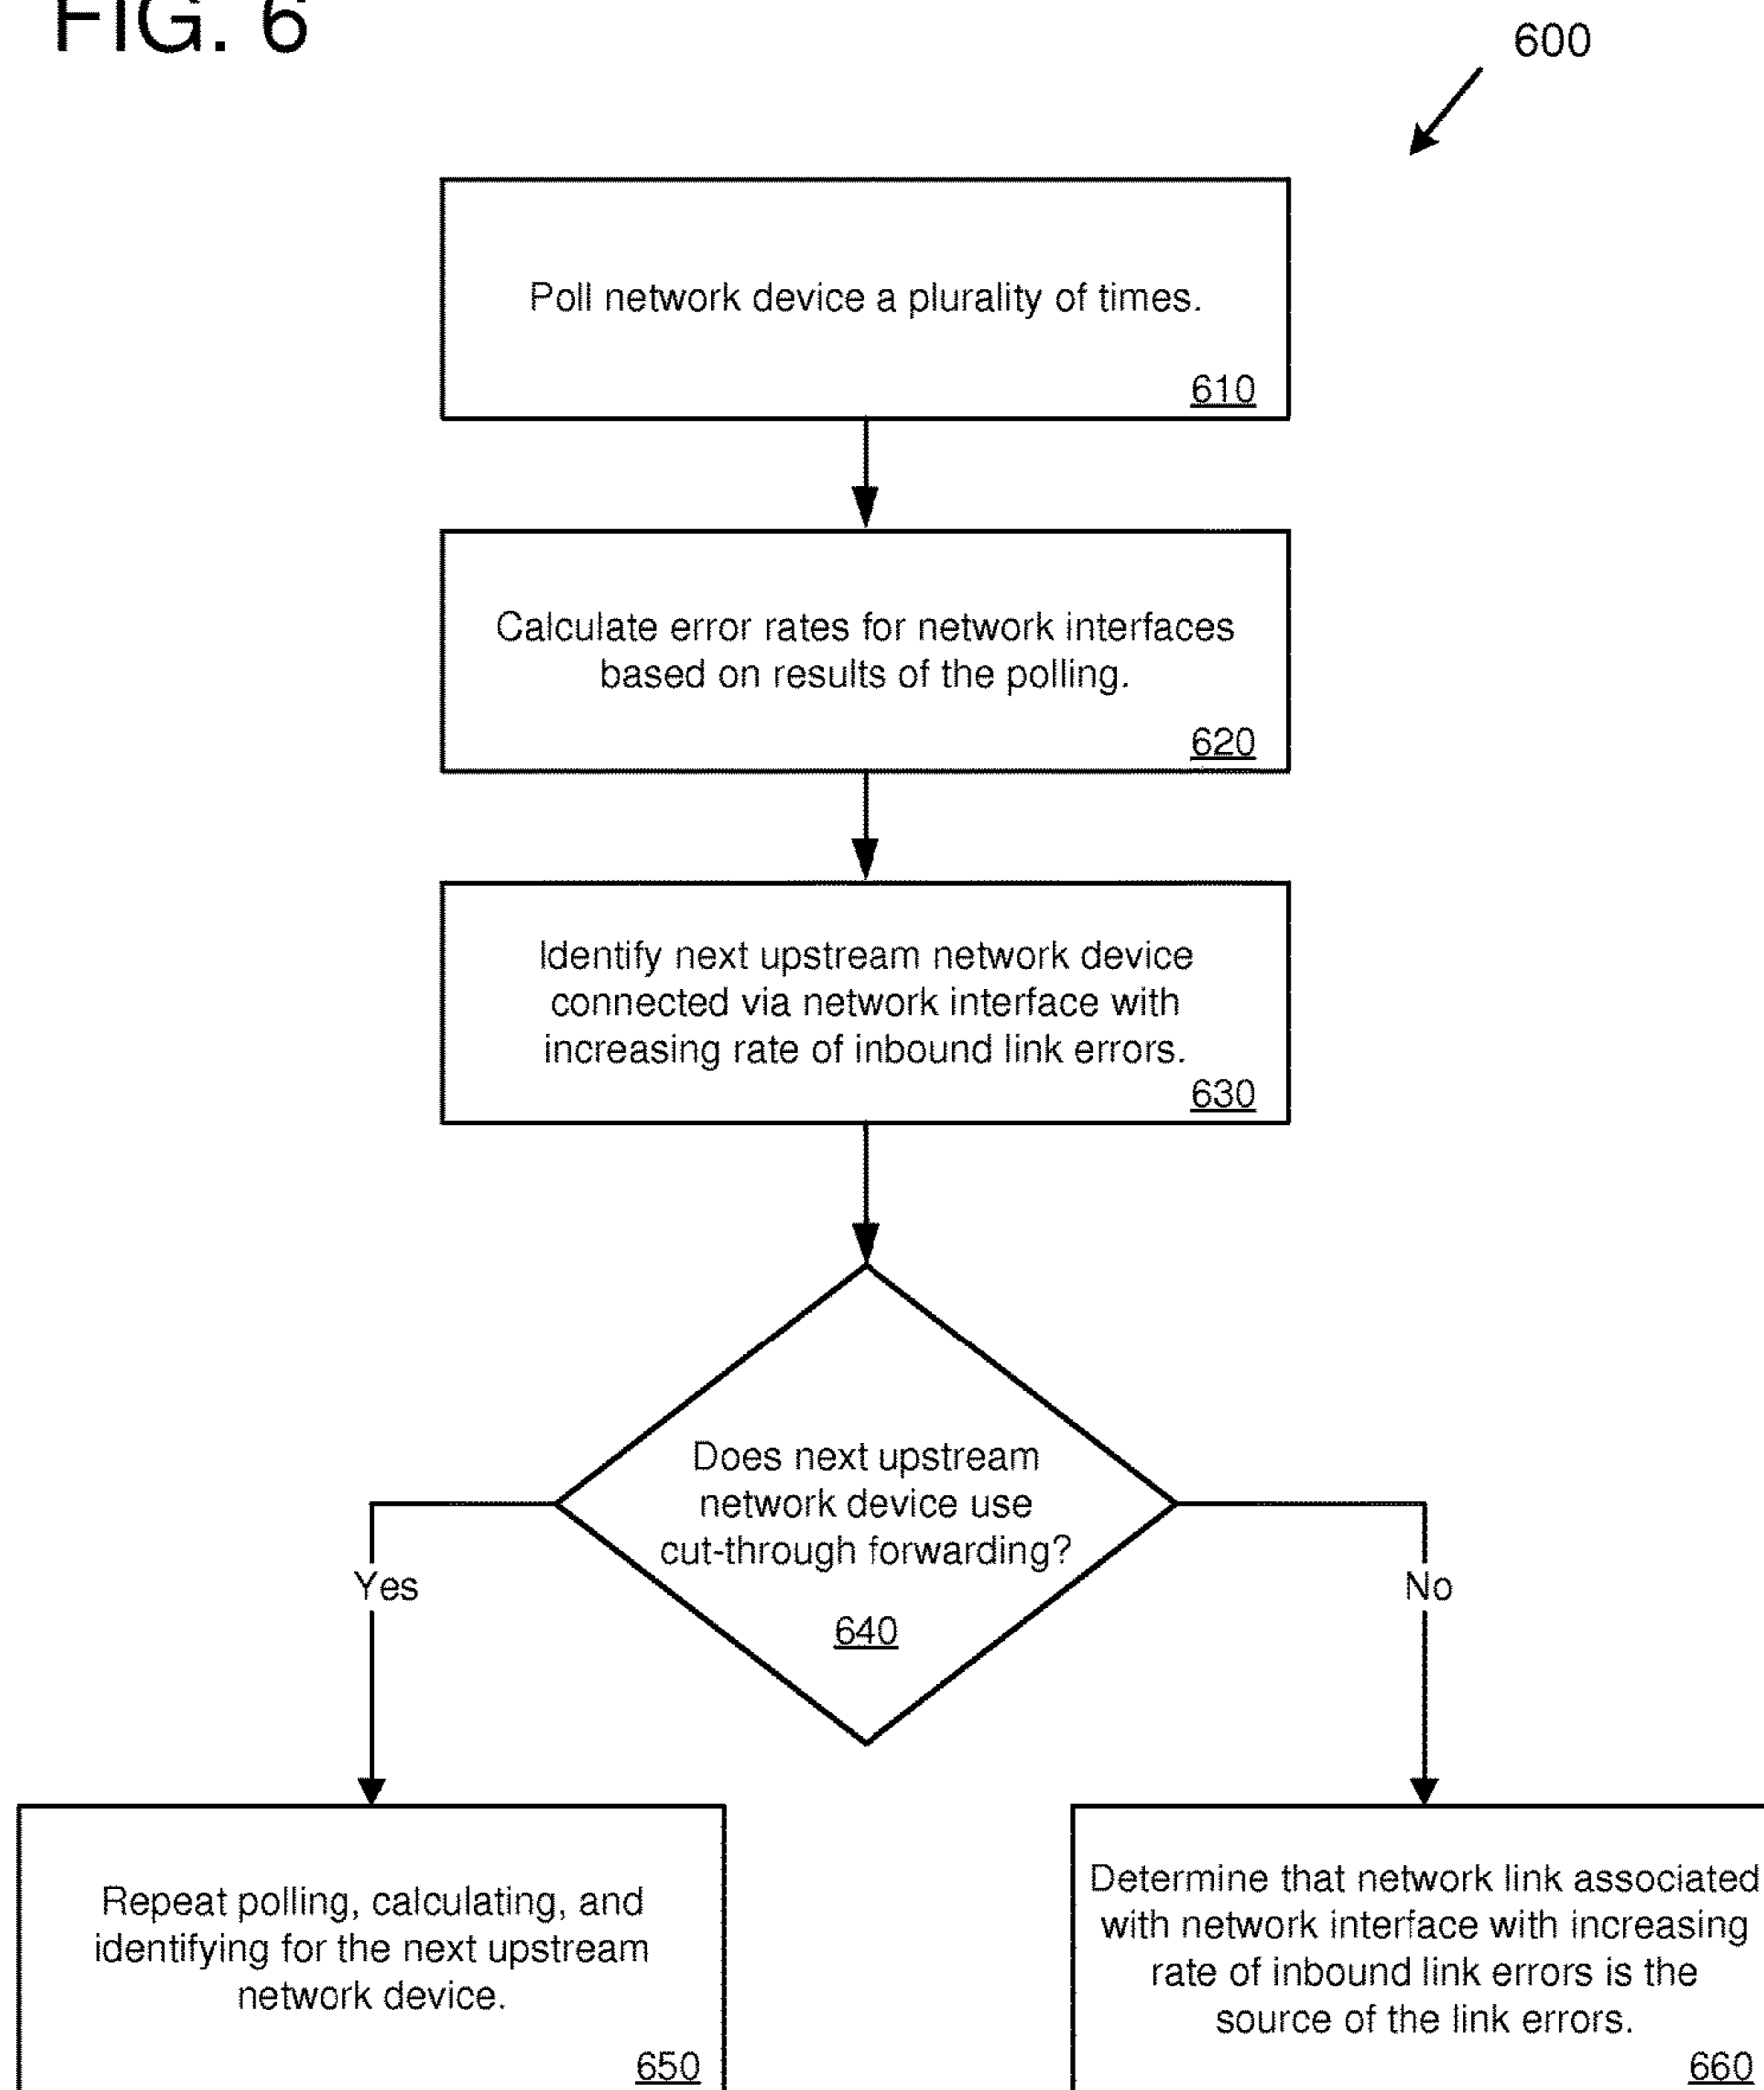 FIG. 6
600
Poll network device a plurality of times.
610
Calculate error rates for network interfaces
based on results of the polling.
620
Identify next upstream network device
connected via network interface with
increasing rate of inbound link errors.
630
Does next upstream
network device use
cut-through forwarding?
640
Yes
No
Repeat polling, calculating, and
identifying for the next upstream
network device.
650
Determine that network link associated
with network interface with increasing
rate of inbound link errors is the
source of the link errors.
660